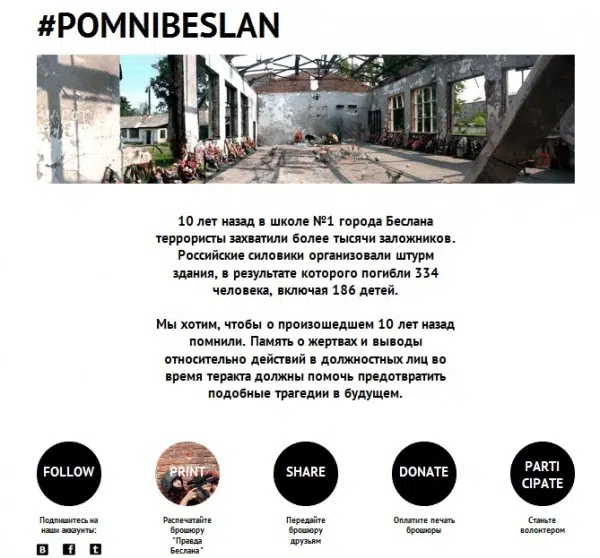 #POMNIBESLAN
10 лет назад в школе №1 города Беслана
террористы захватили более тысячи заложников.
Российские силовики организовали штурм
здания, в результате которого погибли 334
человека, включая 186 детей.
Мы хотим, чтобы о произошедшем 10 лет назад
помнили. Память о жертвах и выводы
относительно действий в должностных лиц во
время теракта должны помочь предотвратить
подобные трагедии в будущем.
FOLLOW
Подпишитесь на
наши аккаунты:
B f t
PRINT
Распечатайте
брошюру
"Правда
Беслана"
SHARE
Передайте
брошюру
друзьям
DONATE
Оплатите печать
брошюры
PARTI
CIPATE
Станьте
волонтером